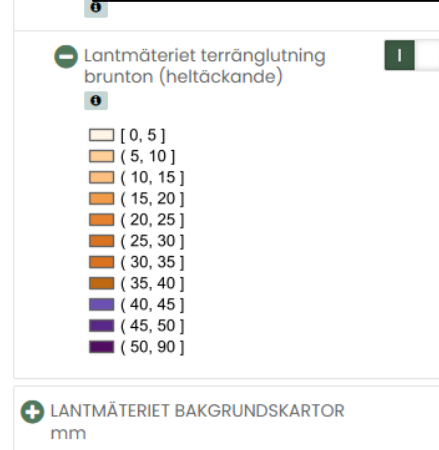 Lantmäteriet terränglutning
brunton (heltäckande)
[ 0, 5 ]
( 5, 10 ]
( 10, 15 ]
( 15, 20 ]
( 20, 25 ]
( 25, 30 ]
( 30, 35 ]
( 35, 40 ]
( 40, 45 ]
( 45, 50 ]
( 50, 90 ]
LANTMÄTERIET BAKGRUNDSKARTOR
mm